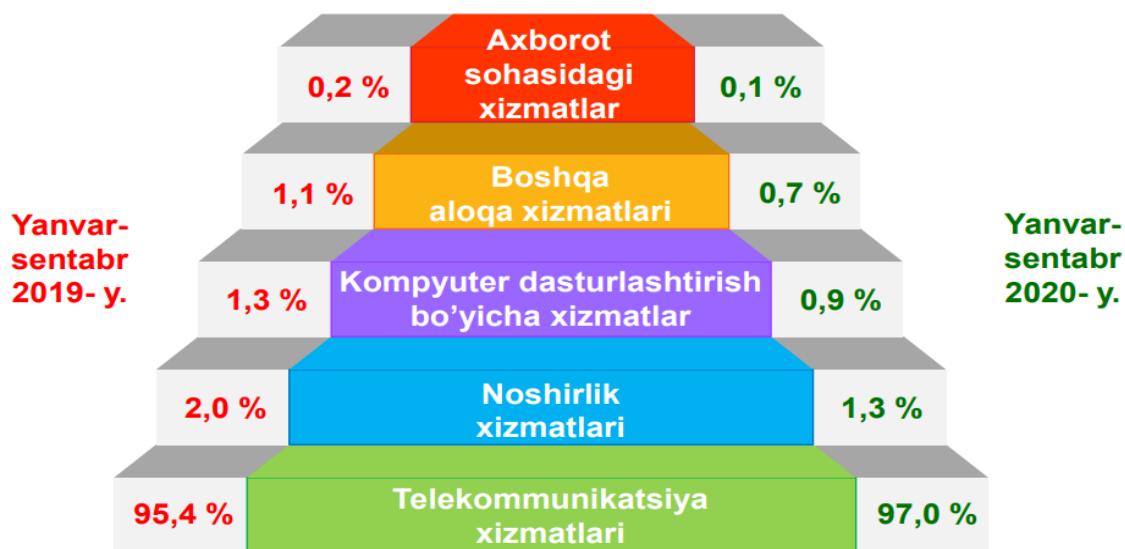 Axborot
sohasidagi
xizmatlar
0,2 %
0,1 %
Boshqa
aloqa xizmatlari
1,1 %
0,7 %
Yanvar-
sentabr
2019- y.
Yanvar-
sentabr
2020- y.
Kompyuter dasturlashtirish
bo’yicha xizmatlar
1,3 %
0,9 %
Noshirlik
xizmatlari
2,0 %
1,3 %
Telekommunikatsiya
xizmatlari
95,4 %
97,0 %